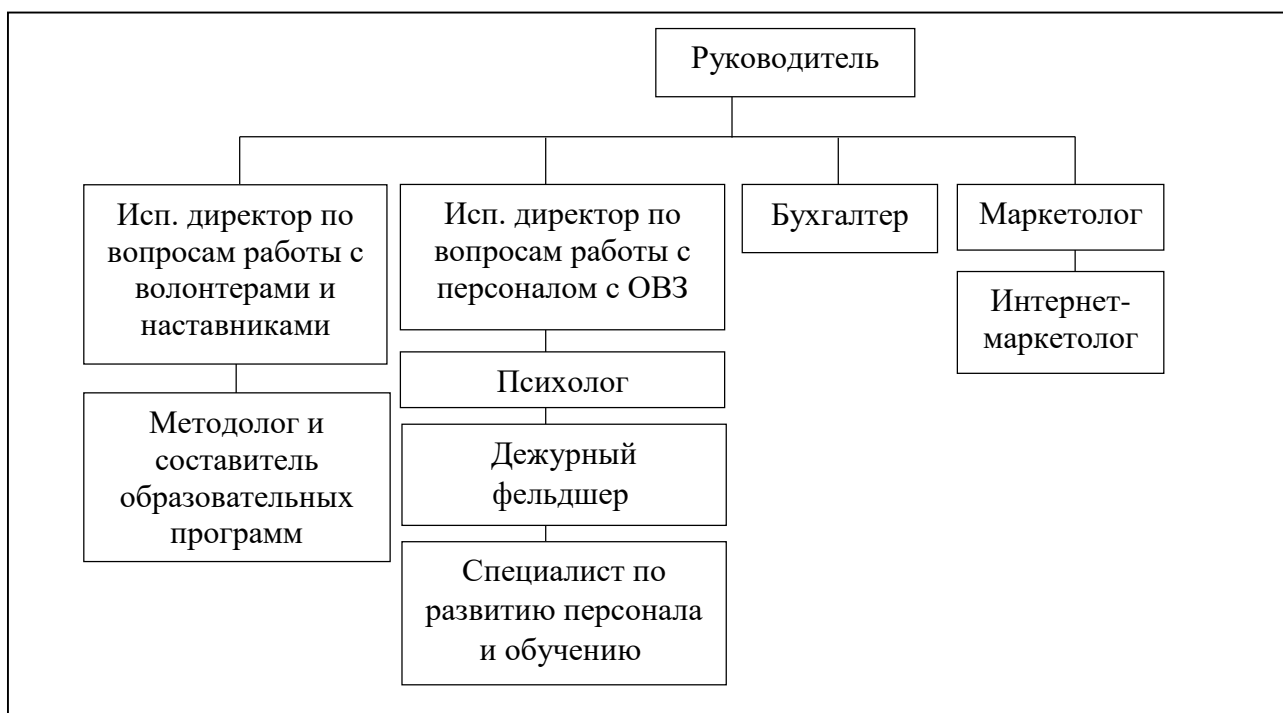 Руководитель
Исп. директор по
вопросам работы с
волонтерами и
наставниками
Исп. директор по
вопросам работы с
персоналом с ОВЗ
Бухгалтер
Маркетолог
Интернет-
маркетолог
Психолог
Методолог и
составитель
образовательных
программ
Дежурный
фельдшер
Специалист по
развитию персонала
и обучению